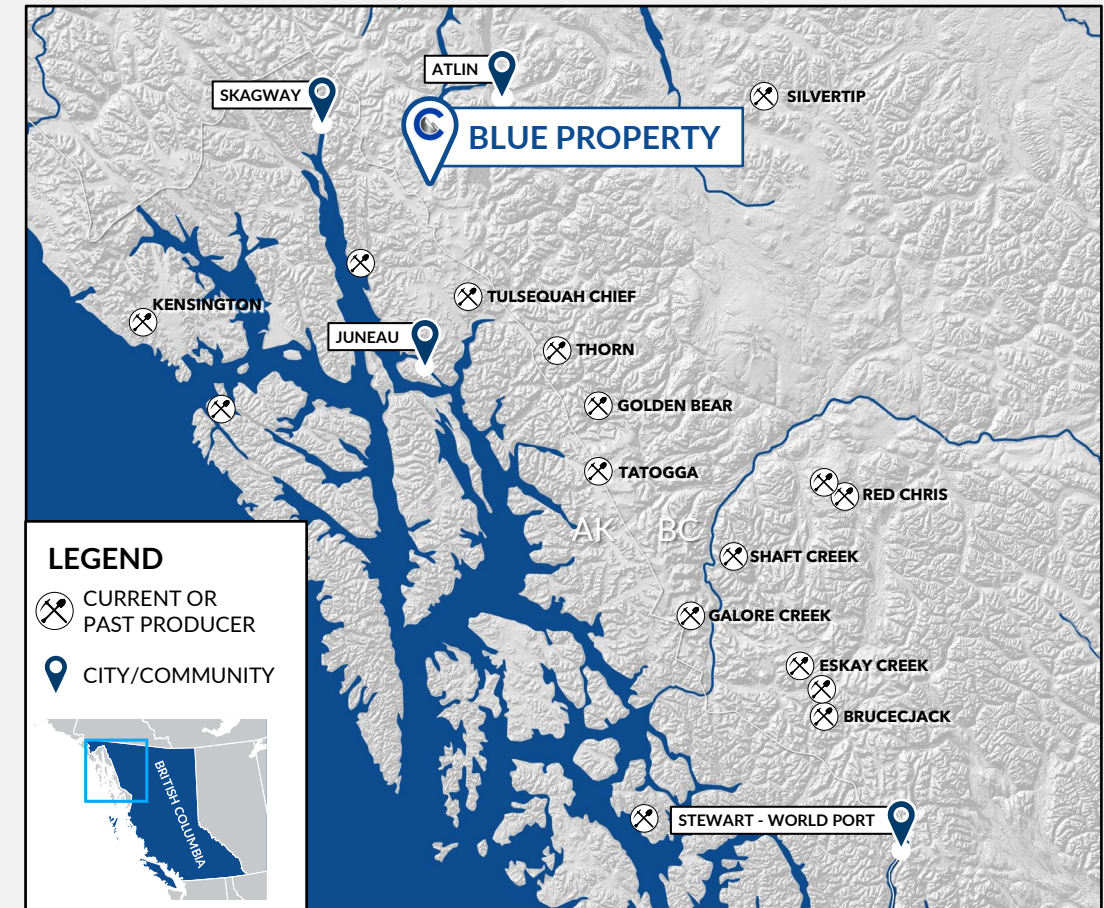 ATLIN
SKAGWAY
SILVERTIP
C
BLUE PROPERTY
KENSINGTON
TULSEQUAH CHIEF
JUNEAU
THORN
GOLDEN BEAR
TATOGGA
RED CHRIS
AK BC
SHAFT CREEK
GALORE CREEK
ESKAY CREEK
BRUCECJACK
STEWART - WORLD PORT
LEGEND
CURRENT OR
PAST PRODUCER
CITY/COMMUNITY
BRITISH COLUMBIA